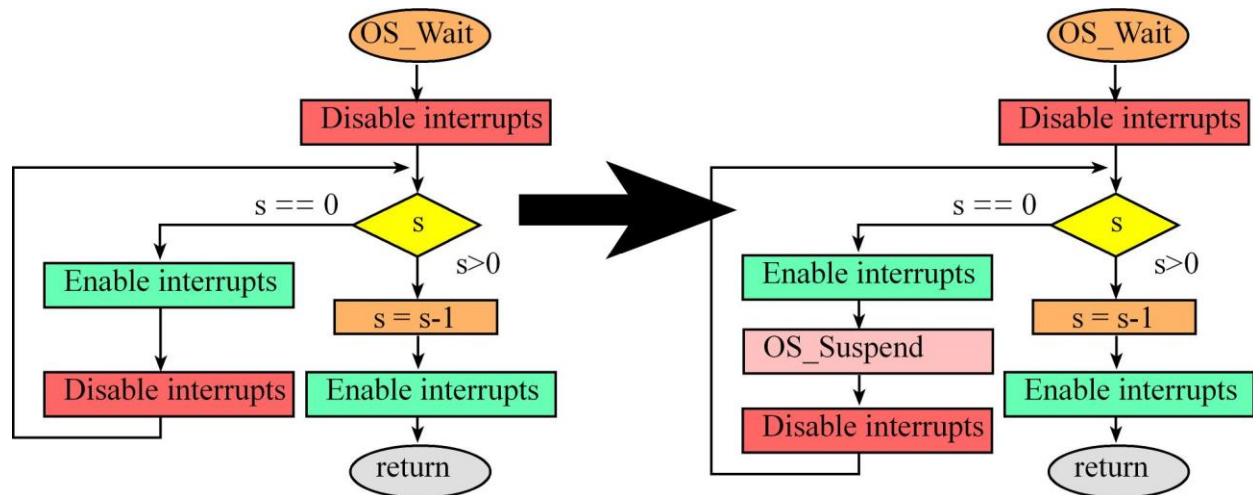 OS_Wait
Disable interrupts
s == 0
s
s>0
Enable interrupts
s = s-1
Disable interrupts
Enable interrupts
return
OS_Wait
Disable interrupts
s == 0
s
s>0
Enable interrupts
s = s-1
OS_Suspend
Enable interrupts
Disable interrupts
return